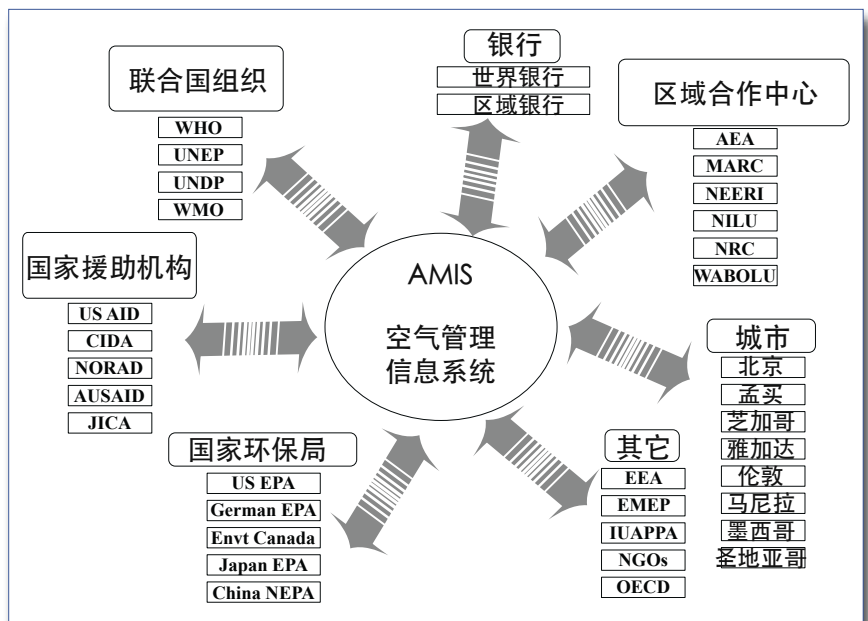 联合国组织
WHO
UNEP
UNDP
WMO
银行
世界银行
区域银行
区域合作中心
AEA
MARC
NEERI
NILU
NRC
WABOLU
国家援助机构
US AID
CIDA
NORAD
AUSAID
JICA
AMIS
空气管理
信息系统
城市
北京
孟买
芝加哥
雅加达
伦敦
马尼拉
墨西哥
圣地亚哥
国家环保局
US EPA
German EPA
Envt Canada
Japan EPA
China NEPA
其它
EEA
EMEP
IUAPPA
NGOs
OECD